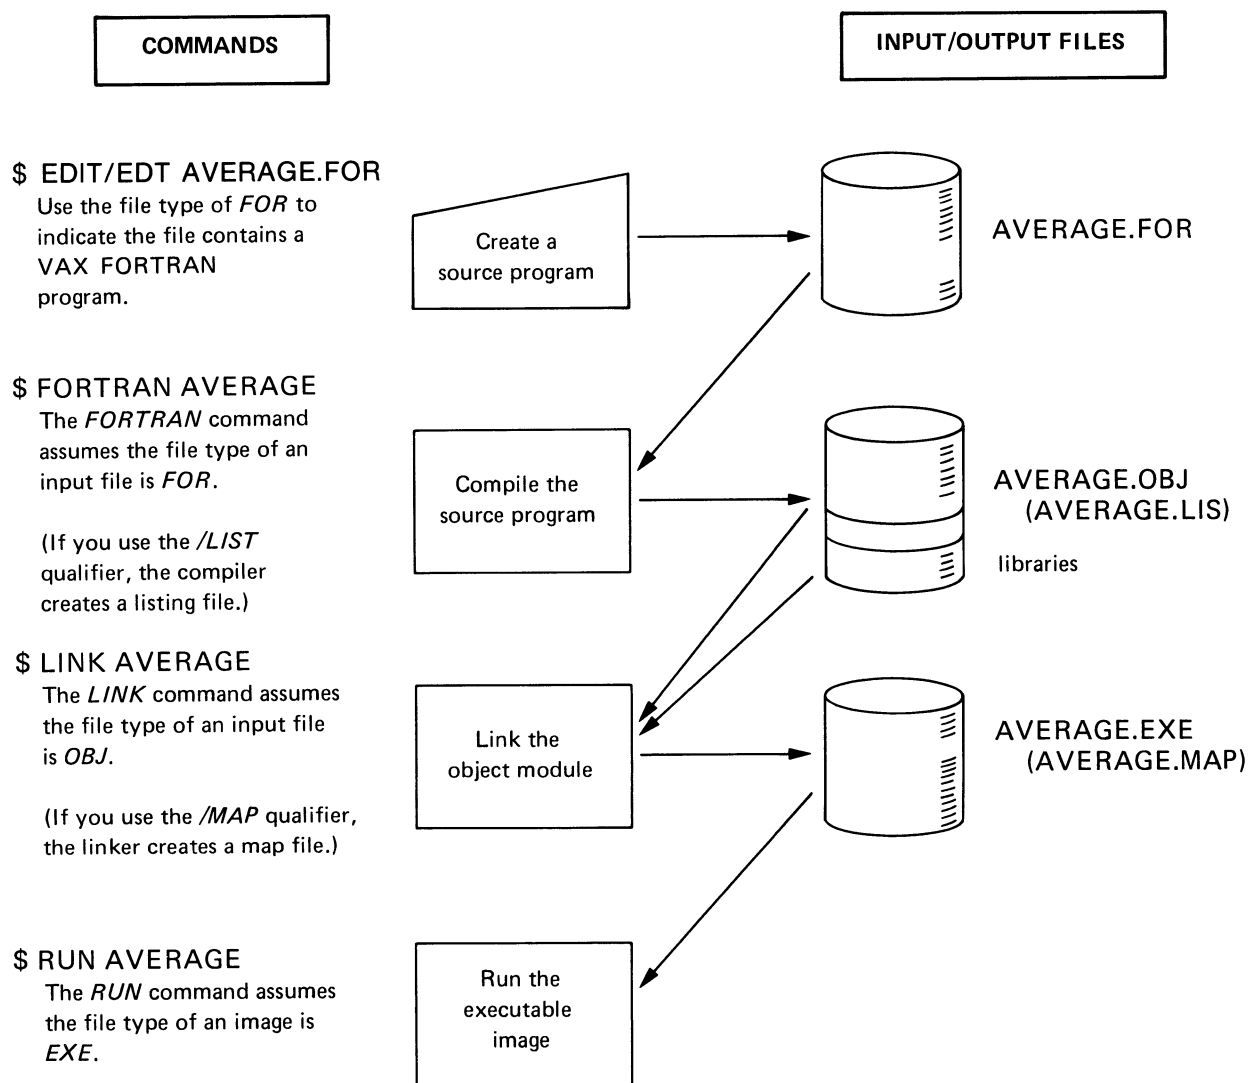 COMMANDS
INPUT/OUTPUT FILES
$ EDIT/EDT AVERAGE.FOR
Use the file type of FOR to
indicate the file contains a
VAX FORTRAN
program.
Create a
source program
AVERAGE.FOR
$ FORTRAN AVERAGE
The FORTRAN command
assumes the file type of an
input file is FOR.
(If you use the /LIST
qualifier, the compiler
creates a listing file.)
Compile the
source program
AVERAGE.OBJ
(AVERAGE.LIS)
libraries
$ LINK AVERAGE
The LINK command assumes
the file type of an input file
is OBJ.
(If you use the /MAP qualifier,
the linker creates a map file.)
Link the
object module
AVERAGE.EXE
(AVERAGE.MAP)
$ RUN AVERAGE
The RUN command assumes
the file type of an image is
EXE.
Run the
executable
image